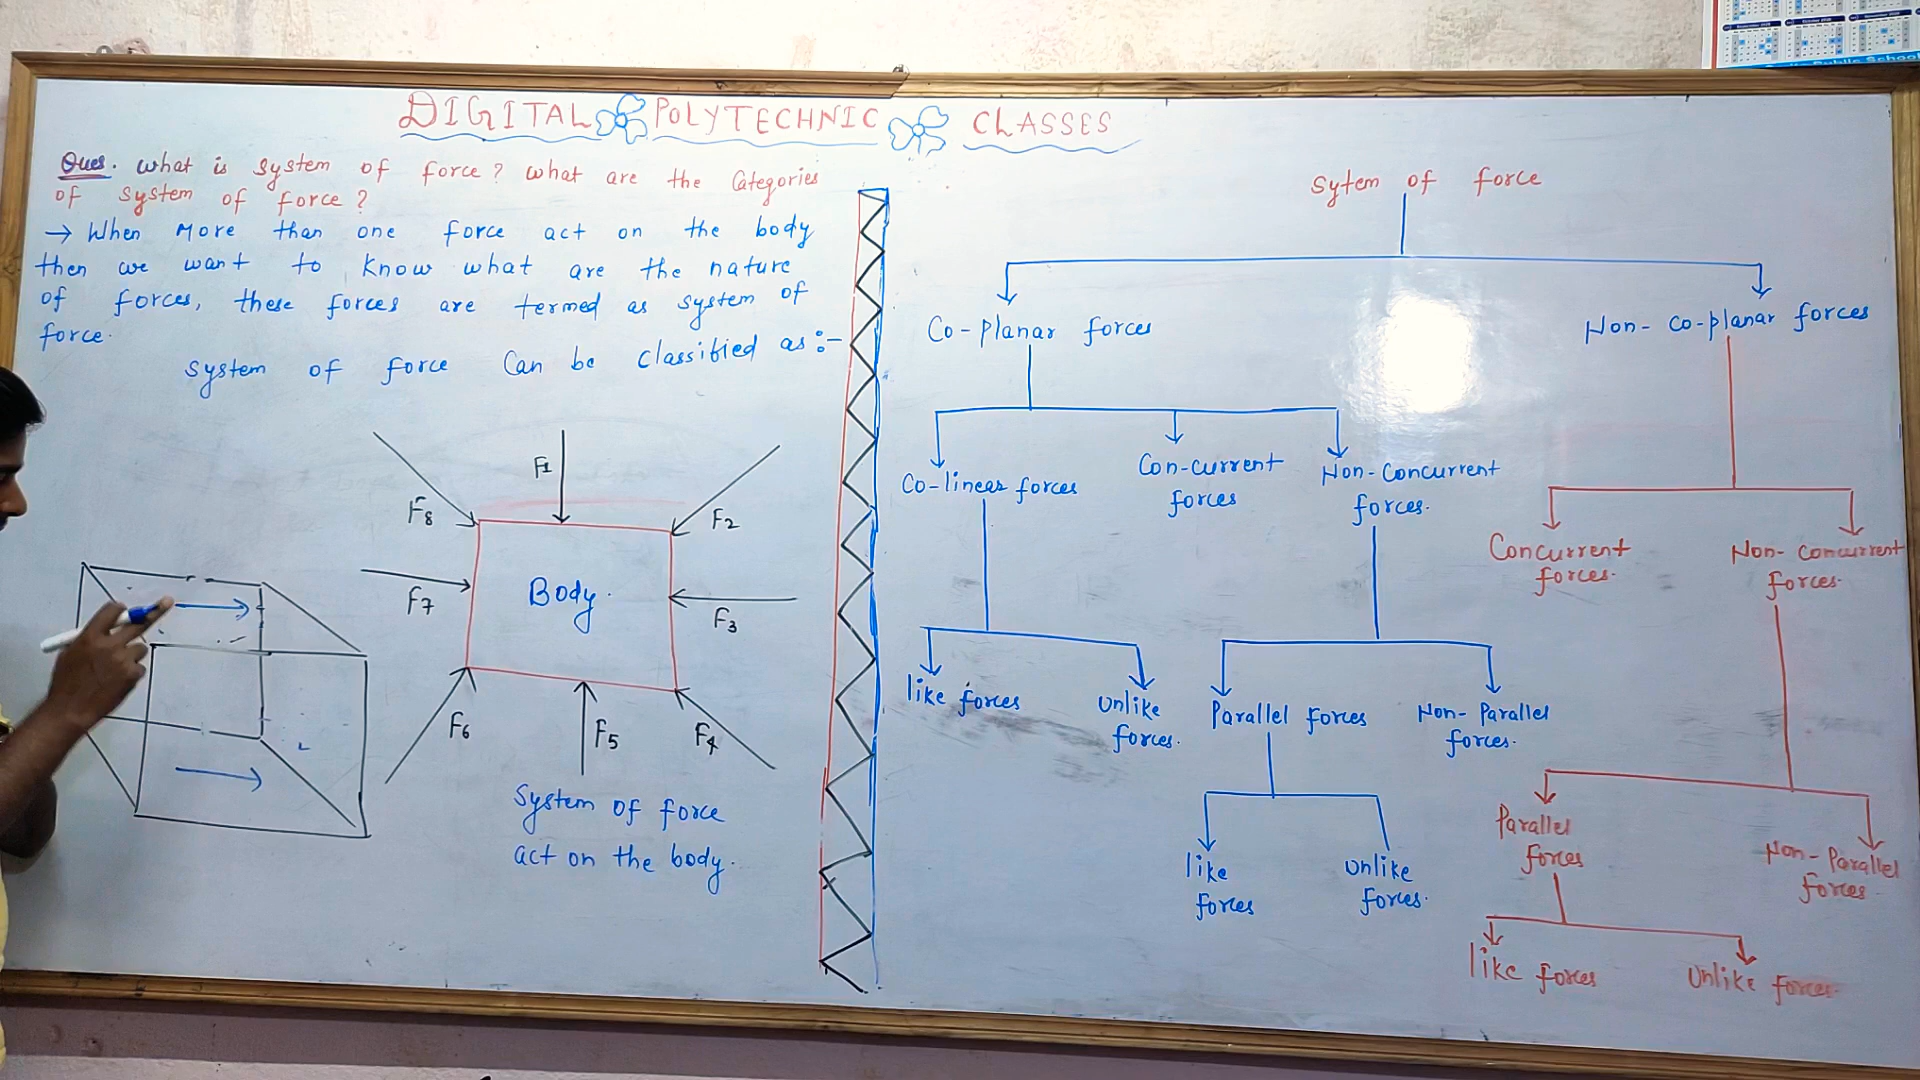 DIGITAL POLYTECHNIC CLASSES
Ques. What is System of force? What are the Categories
of System of force?
→ When More than one force act on the body
then we want to know what are the nature
of forces, these forces are termed as system of
force.
System of force Can be Classified as :-
F1
F2
F3
F4
F5
F6
F7
F8
Body.
System of force
act on the body.
Sytem of force
Co-planar forces
Non-co-planar forces
Co-linear forces
Con-current
forces
Non-Concurrent
forces.
Concurrent
forces.
Non-concurrent
forces.
like forces
Unlike
forces.
Parallel forces
Non-Parallel
forces.
like
forces
Unlike
forces.
Parallel
forces
Non-Parallel
forces.
like forces
Unlike forces.